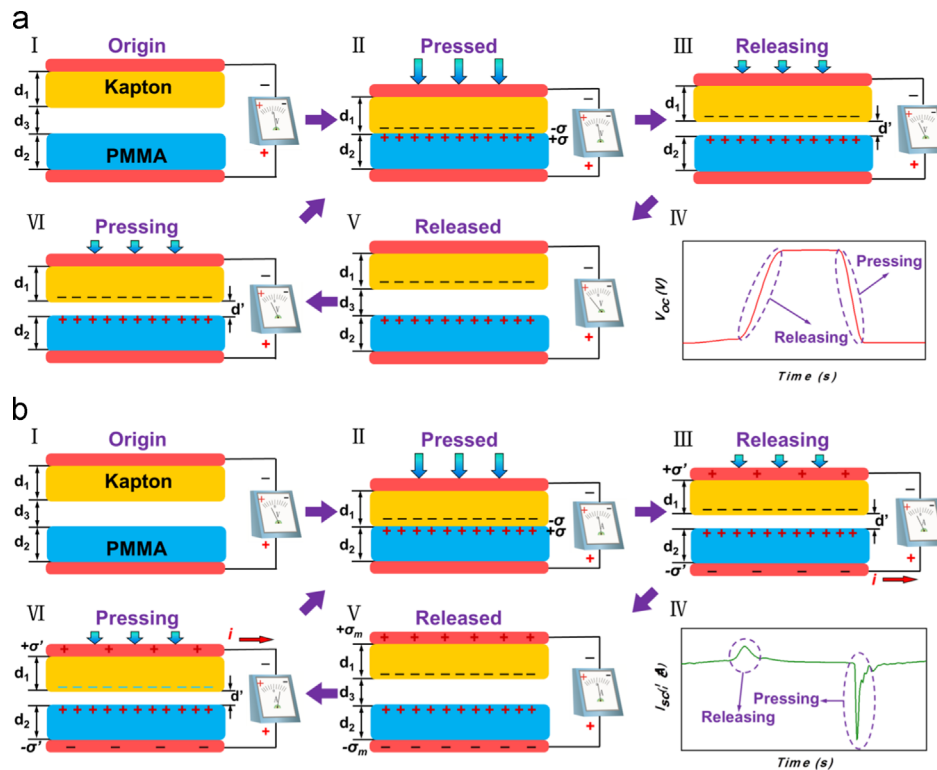 a
I Origin
Kapton
PMMA
d₁
d₃
d₂
−
+
II Pressed
d₁
d₂
-σ
+σ
− − − − − − − − − −
+ + + + + + + + + +
−
+
III Releasing
d₁
d'
d₂
−
+
VI Pressing
d₁
d'
d₂
−
+
V Released
d₁
d₃
d₂
−
+
IV
V_OC (V)
Pressing
Releasing
Time (s)
b
I Origin
Kapton
PMMA
d₁
d₃
d₂
−
+
II Pressed
d₁
d₂
-σ
+σ
−
+
III Releasing
+σ'
d₁
d'
d₂
-σ'
i
−
+
VI Pressing
+σ'
i
d₁
d'
d₂
-σ'
−
+
V Released
+σₘ
d₁
d₃
d₂
-σₘ
−
+
IV
Pressing
Releasing
Time (s)